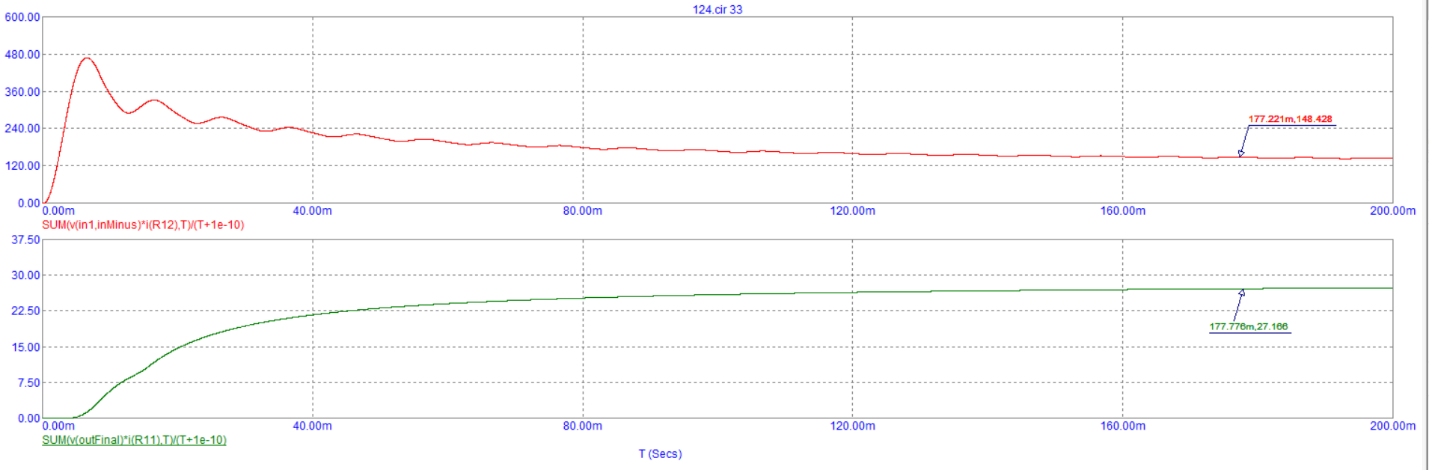 124.cir 33
600.00
480.00
360.00
240.00
120.00
0.00
177.221m,148.428
0.00m 40.00m 80.00m 120.00m 160.00m 200.00m
SUM(v(in1,inMinus)*i(R12),T)/(T+1e-10)
37.50
30.00
22.50
15.00
7.50
0.00
177.776m,27.166
0.00m 40.00m 80.00m 120.00m 160.00m 200.00m
SUM(v(outFinal)*i(R11),T)/(T+1e-10)
T (Secs)